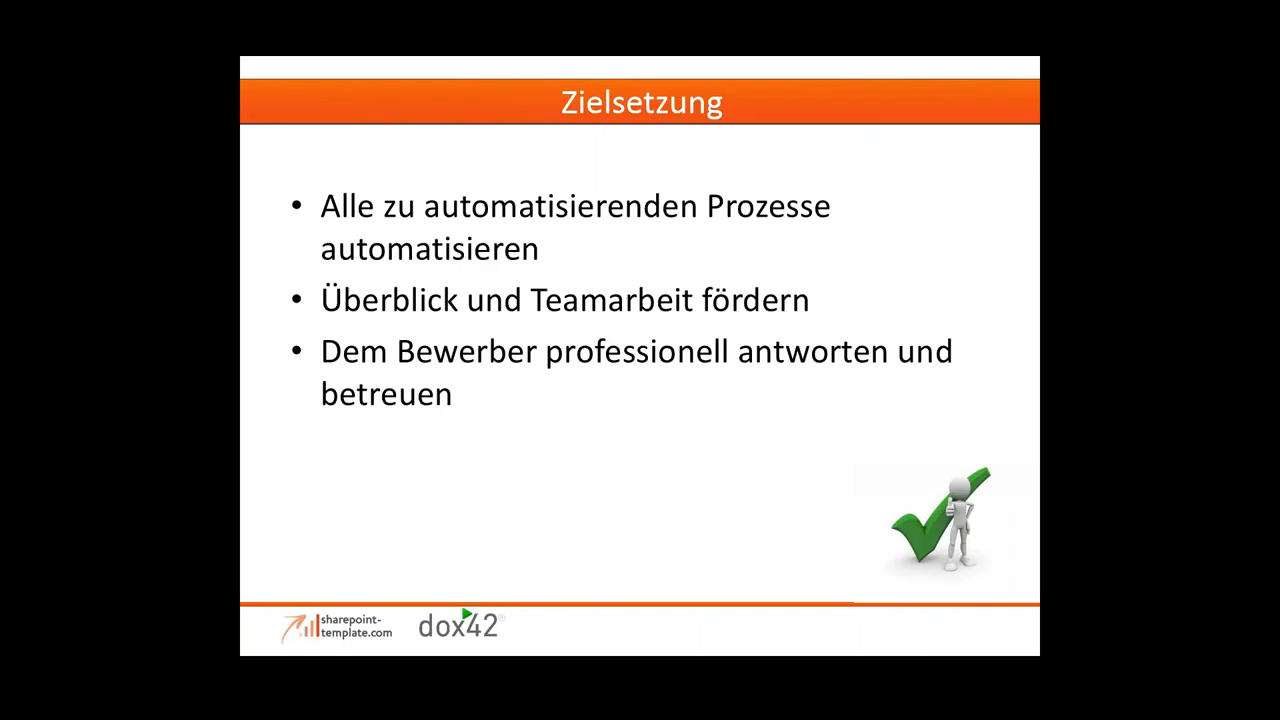 Zielsetzung
• Alle zu automatisierenden Prozesse
automatisieren
• Überblick und Teamarbeit fördern
• Dem Bewerber professionell antworten und
betreuen
sharepoint-
template.com
dox42®